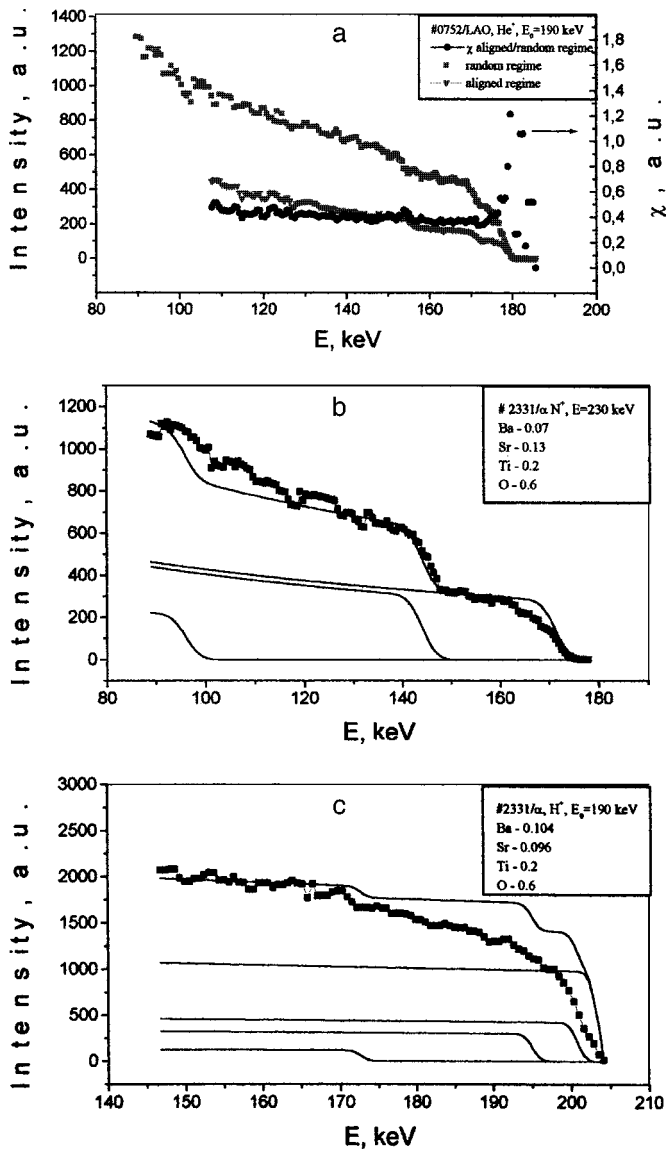 a
#0752/LAO, He⁺, E₀=190 keV
χ aligned/random regime
random regime
aligned regime
Intensity, a.u.
1400
1200
1000
800
600
400
200
0
1,8
1,6
1,4
1,2
1,0
0,8
0,6
0,4
0,2
0,0
χ, a.u.
80 100 120 140 160 180 200
E, keV
b
# 2331/α N⁺, E=230 keV
Ba - 0.07
Sr - 0.13
Ti - 0.2
O - 0.6
Intensity, a.u.
1200
1000
800
600
400
200
0
80 100 120 140 160 180
E, keV
c
#2331/α, H⁺, E₀=190 keV
Ba - 0.104
Sr - 0.096
Ti - 0.2
O - 0.6
Intensity, a.u.
3000
2500
2000
1500
1000
500
0
140 150 160 170 180 190 200 210
E, keV